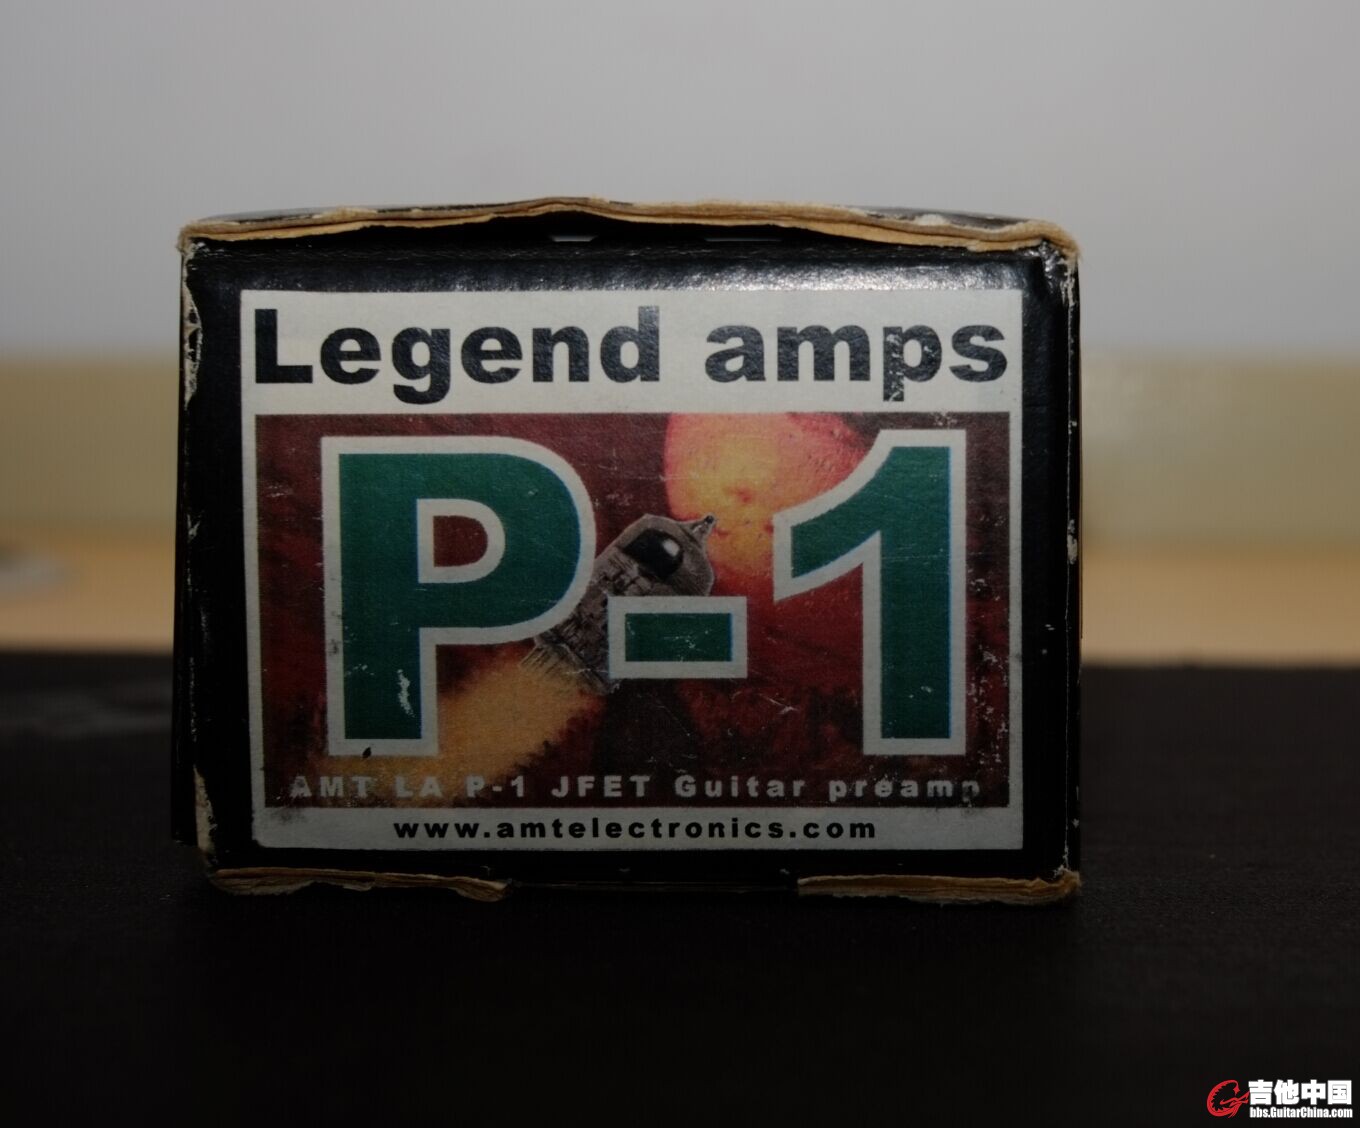 Legend amps
P-1
AMT LA P-1 JFET Guitar preamp
www.amtelectronics.com
吉他中国
bbs.GuitarChina.com